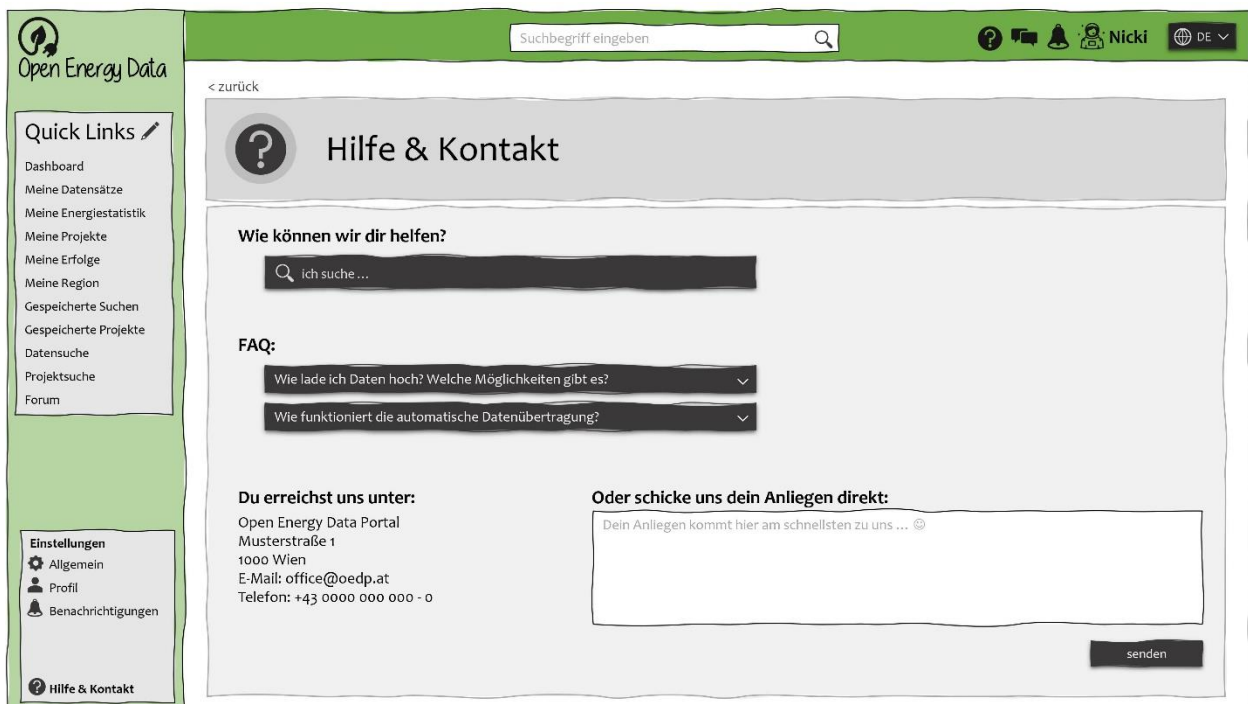 Open Energy Data
Suchbegriff eingeben
Nicki
DE
< zurück
Quick Links
Dashboard
Meine Datensätze
Meine Energiestatistik
Meine Projekte
Meine Erfolge
Meine Region
Gespeicherte Suchen
Gespeicherte Projekte
Datensuche
Projektsuche
Forum
Einstellungen
Allgemein
Profil
Benachrichtigungen
Hilfe & Kontakt
Hilfe & Kontakt
Wie können wir dir helfen?
ich suche ...
FAQ:
Wie lade ich Daten hoch? Welche Möglichkeiten gibt es?
Wie funktioniert die automatische Datenübertragung?
Du erreichst uns unter:
Open Energy Data Portal
Musterstraße 1
1000 Wien
E-Mail: office@oedp.at
Telefon: +43 0000 000 000 - 0
Oder schicke uns dein Anliegen direkt:
Dein Anliegen kommt hier am schnellsten zu uns ... ☺
senden